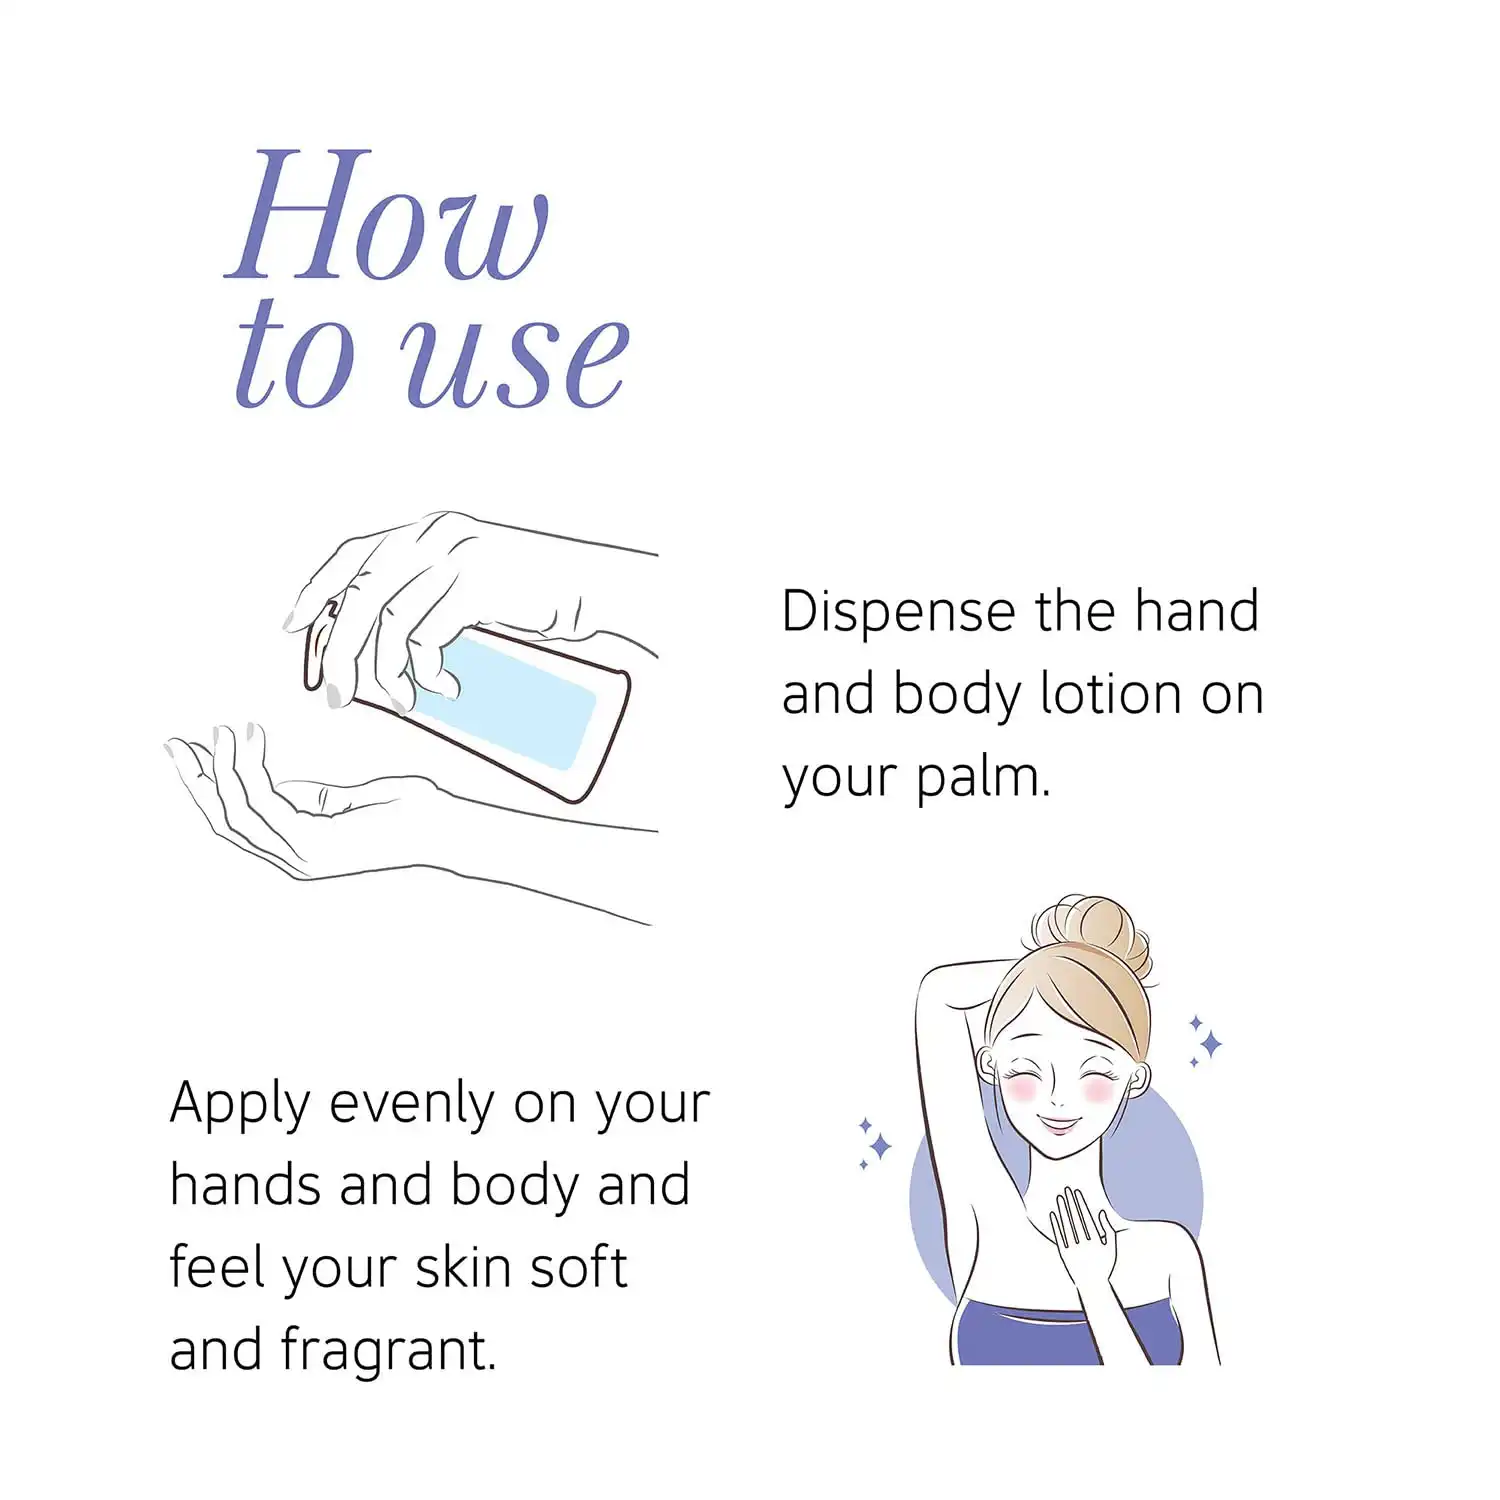 How
to use
Dispense the hand
and body lotion on
your palm.
Apply evenly on your
hands and body and
feel your skin soft
and fragrant.